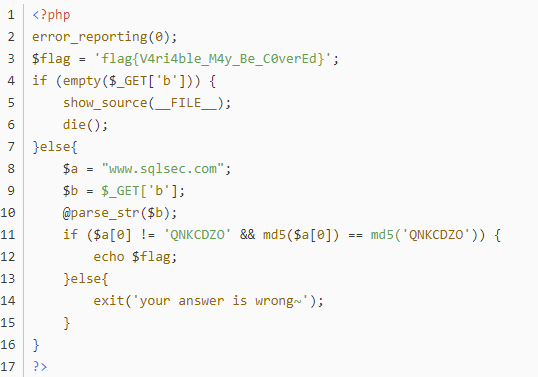 1 <?php
2 error_reporting(0);
3 $flag = 'flag{V4ri4ble_M4y_Be_C0verEd}';
4 if (empty($_GET['b'])) {
5     show_source(__FILE__);
6     die();
7 }else{
8     $a = "www.sqlsec.com";
9     $b = $_GET['b'];
10     @parse_str($b);
11     if ($a[0] != 'QNKCDZO' && md5($a[0]) == md5('QNKCDZO')) {
12         echo $flag;
13     }else{
14         exit('your answer is wrong~');
15     }
16 }
17 ?>